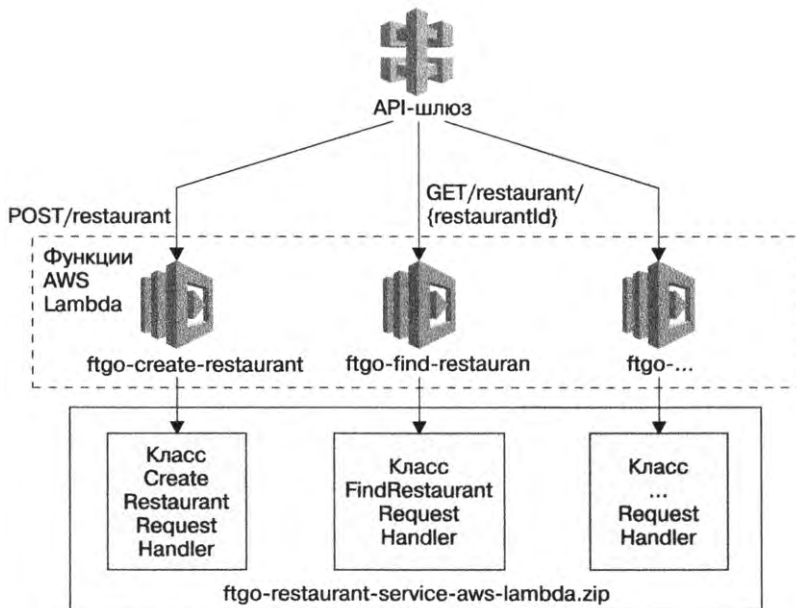 API-шлюз
POST/restaurant
GET/restaurant/
{restaurantId}
Функции
AWS
Lambda
ftgo-create-restaurant
ftgo-find-restauran
ftgo-...
Класс
Create
Restaurant
Request
Handler
Класс
FindRestaurant
Request
Handler
Класс
...
Request
Handler
ftgo-restaurant-service-aws-lambda.zip